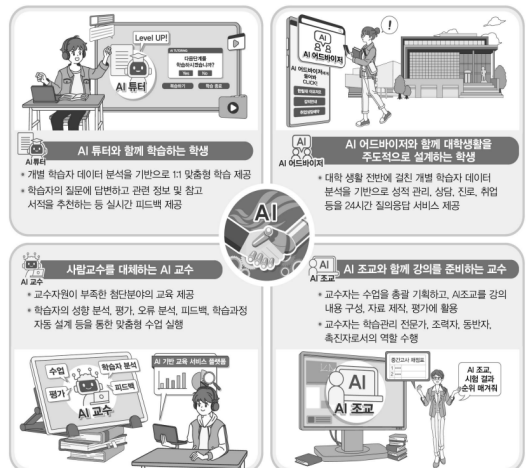 Level UP!
AI TUTORING
다음단계를
학습하시겠습니까?
Yes No
학습하기 학습 종료
AI 튜터
AI 튜터
AI 튜터와 함께 학습하는 학생
* 개별 학습자 데이터 분석을 기반으로 1:1 맞춤형 학습 제공
* 학습자의 질문에 답변하고 관련 정보 및 참고
서적을 추천하는 등 실시간 피드백 제공
AI
AI 어드바이저
!
CLICK!
AI
AI 어드바이저
AI 어드바이저와 함께 대학생활을
주도적으로 설계하는 학생
* 대학 생활 전반에 걸친 개별 학습자 데이터
분석을 기반으로 성적 관리, 상담, 진로, 취업
등을 24시간 질의응답 서비스 제공
AI
AI 교수
사람교수를 대체하는 AI 교수
* 교수자원이 부족한 첨단분야의 교육 제공
* 학습자의 성향 분석, 평가, 오류 분석, 피드백, 학습과정
자동 설계 등을 통한 맞춤형 수업 실행
수업
학습자 분석
평가
피드백
AI 교수
AI 기반 교육 서비스 플랫폼
AI
AI 조교
AI 조교와 함께 강의를 준비하는 교수
* 교수자는 수업을 총괄 기획하고, AI조교를 강의
내용 구성, 자료 제작, 평가에 활용
* 교수자는 학습관리 전문가, 조력자, 동반자,
촉진자로서의 역할 수행
중간고사 채점표
AI
AI 조교
AI 조교,
시험 결과
순위 매겨줘